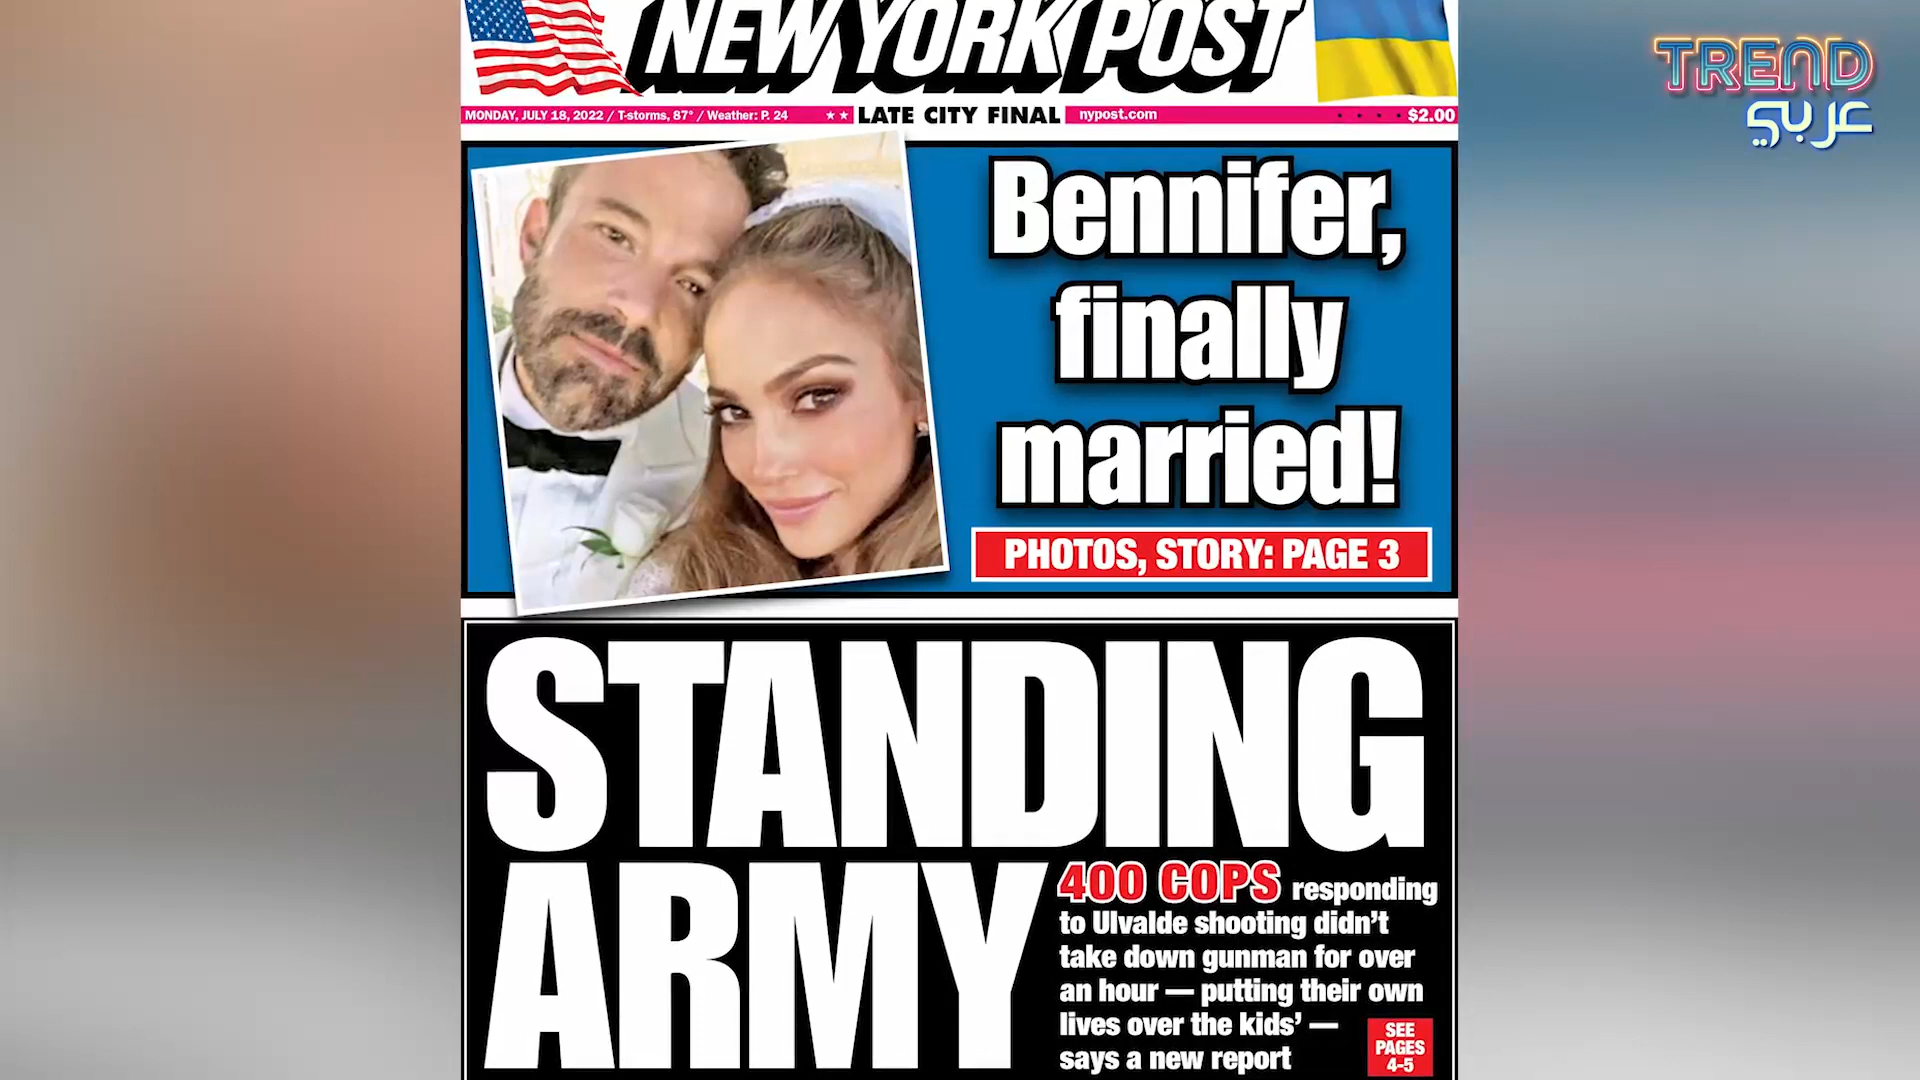 NEW YORK POST
TREND
عربي
MONDAY, JULY 18, 2022 / T-storms, 87° / Weather: P. 24 ★★ LATE CITY FINAL nypost.com $2.00
Bennifer,
finally
married!
PHOTOS, STORY: PAGE 3
STANDING
ARMY
400 COPS responding
to Ulvalde shooting didn't
take down gunman for over
an hour — putting their own
lives over the kids' —
says a new report
SEE
PAGES
4-5